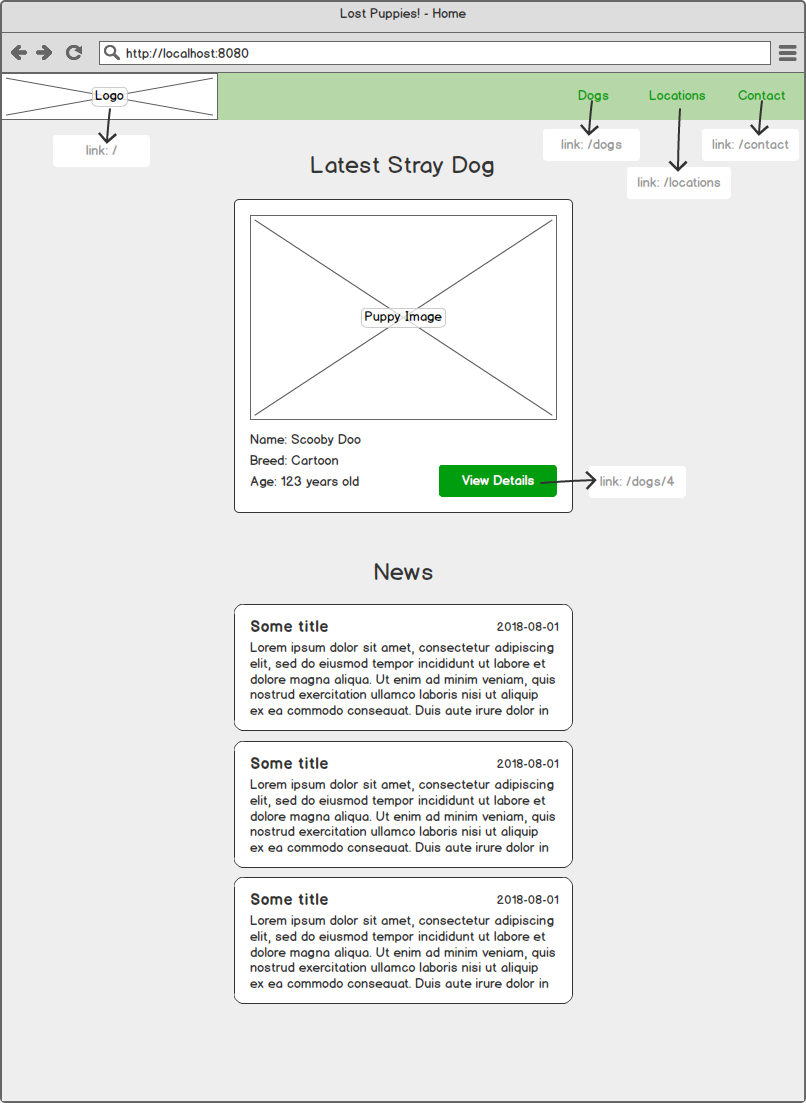 Lost Puppies! - Home
http://localhost:8080
Logo
Dogs
Locations
Contact
link: /
link: /dogs
link: /contact
link: /locations
Latest Stray Dog
Puppy Image
Name: Scooby Doo
Breed: Cartoon
Age: 123 years old
View Details
link: /dogs/4
News
Some title
2018-08-01
Lorem ipsum dolor sit amet, consectetur adipiscing
elit, sed do eiusmod tempor incididunt ut labore et
dolore magna aliqua. Ut enim ad minim veniam, quis
nostrud exercitation ullamco laboris nisi ut aliquip
ex ea commodo consequat. Duis aute irure dolor in
Some title
2018-08-01
Lorem ipsum dolor sit amet, consectetur adipiscing
elit, sed do eiusmod tempor incididunt ut labore et
dolore magna aliqua. Ut enim ad minim veniam, quis
nostrud exercitation ullamco laboris nisi ut aliquip
ex ea commodo consequat. Duis aute irure dolor in
Some title
2018-08-01
Lorem ipsum dolor sit amet, consectetur adipiscing
elit, sed do eiusmod tempor incididunt ut labore et
dolore magna aliqua. Ut enim ad minim veniam, quis
nostrud exercitation ullamco laboris nisi ut aliquip
ex ea commodo consequat. Duis aute irure dolor in